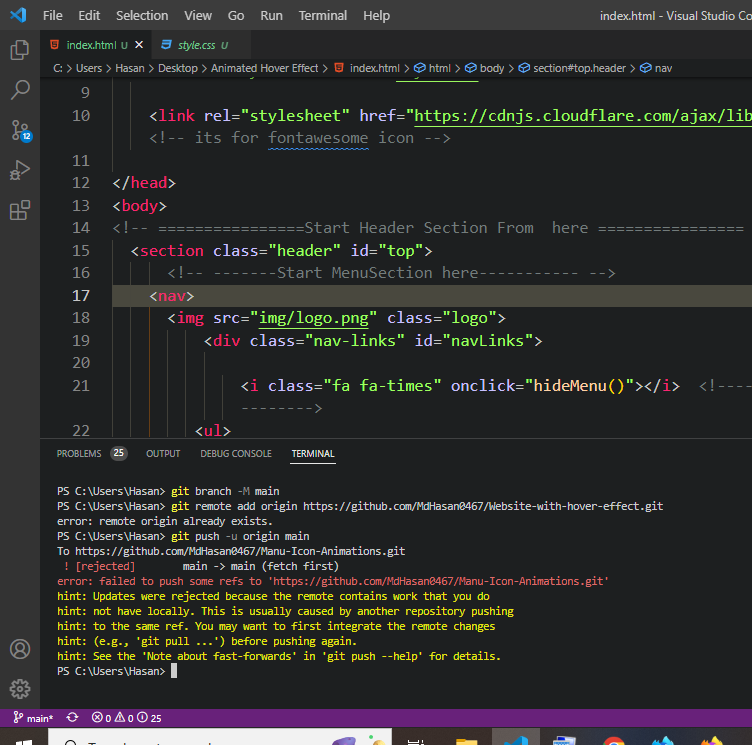 File Edit Selection View Go Run Terminal Help index.html - Visual Studio Co
index.html U × style.css U
C: > Users > Hasan > Desktop > Animated Hover Effect > index.html > html > body > section#top.header > nav
9
10 <link rel="stylesheet" href="https://cdnjs.cloudflare.com/ajax/lib
<!-- its for fontawesome icon -->
11
12 </head>
13 <body>
14 <!-- ================Start Header Section From  here ================
15 <section class="header" id="top">
16 <!-- -------Start MenuSection here----------- -->
17 <nav>
18 <img src="img/logo.png" class="logo">
19 <div class="nav-links" id="navLinks">
20
21 <i class="fa fa-times" onclick="hideMenu()"></i>  <!----
-------->
22 <ul>
12
PROBLEMS 25 OUTPUT DEBUG CONSOLE TERMINAL
PS C:\Users\Hasan> git branch -M main
PS C:\Users\Hasan> git remote add origin https://github.com/MdHasan0467/Website-with-hover-effect.git
error: remote origin already exists.
PS C:\Users\Hasan> git push -u origin main
To https://github.com/MdHasan0467/Manu-Icon-Animations.git
! [rejected]        main -> main (fetch first)
error: failed to push some refs to 'https://github.com/MdHasan0467/Manu-Icon-Animations.git'
hint: Updates were rejected because the remote contains work that you do
hint: not have locally. This is usually caused by another repository pushing
hint: to the same ref. You may want to first integrate the remote changes
hint: (e.g., 'git pull ...') before pushing again.
hint: See the 'Note about fast-forwards' in 'git push --help' for details.
PS C:\Users\Hasan>
main* 0 0 25